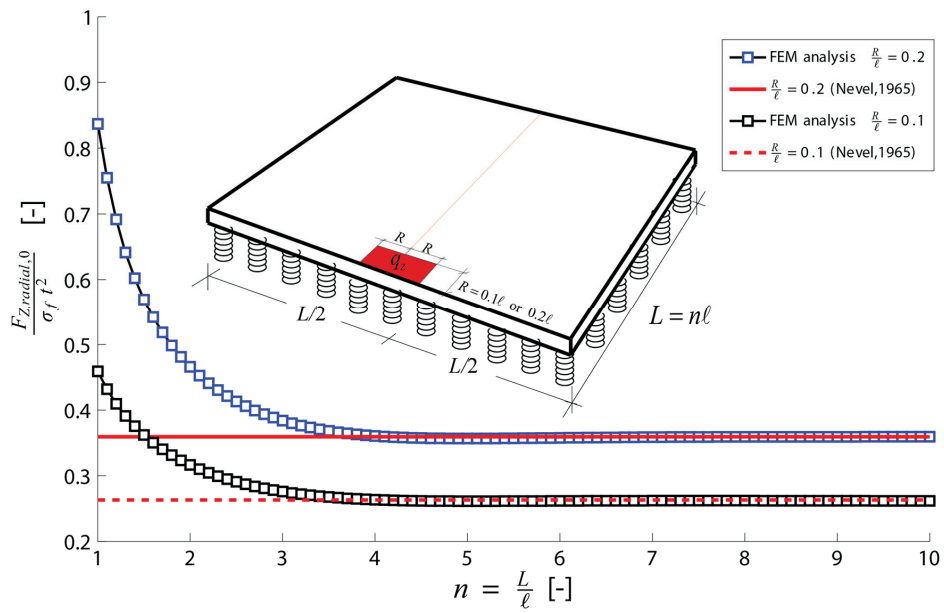 1
0.9
0.8
0.7
0.6
0.5
0.4
0.3
0.2
F_{Z,radial,0} / σ_f t² [-]
1 2 3 4 5 6 7 8 9 10
n = L/ℓ [-]
FEM analysis R/ℓ = 0.2
R/ℓ = 0.2 (Nevel,1965)
FEM analysis R/ℓ = 0.1
R/ℓ = 0.1 (Nevel,1965)
R R
q_z
R = 0.1ℓ or 0.2ℓ
L/2
L/2
L = nℓ